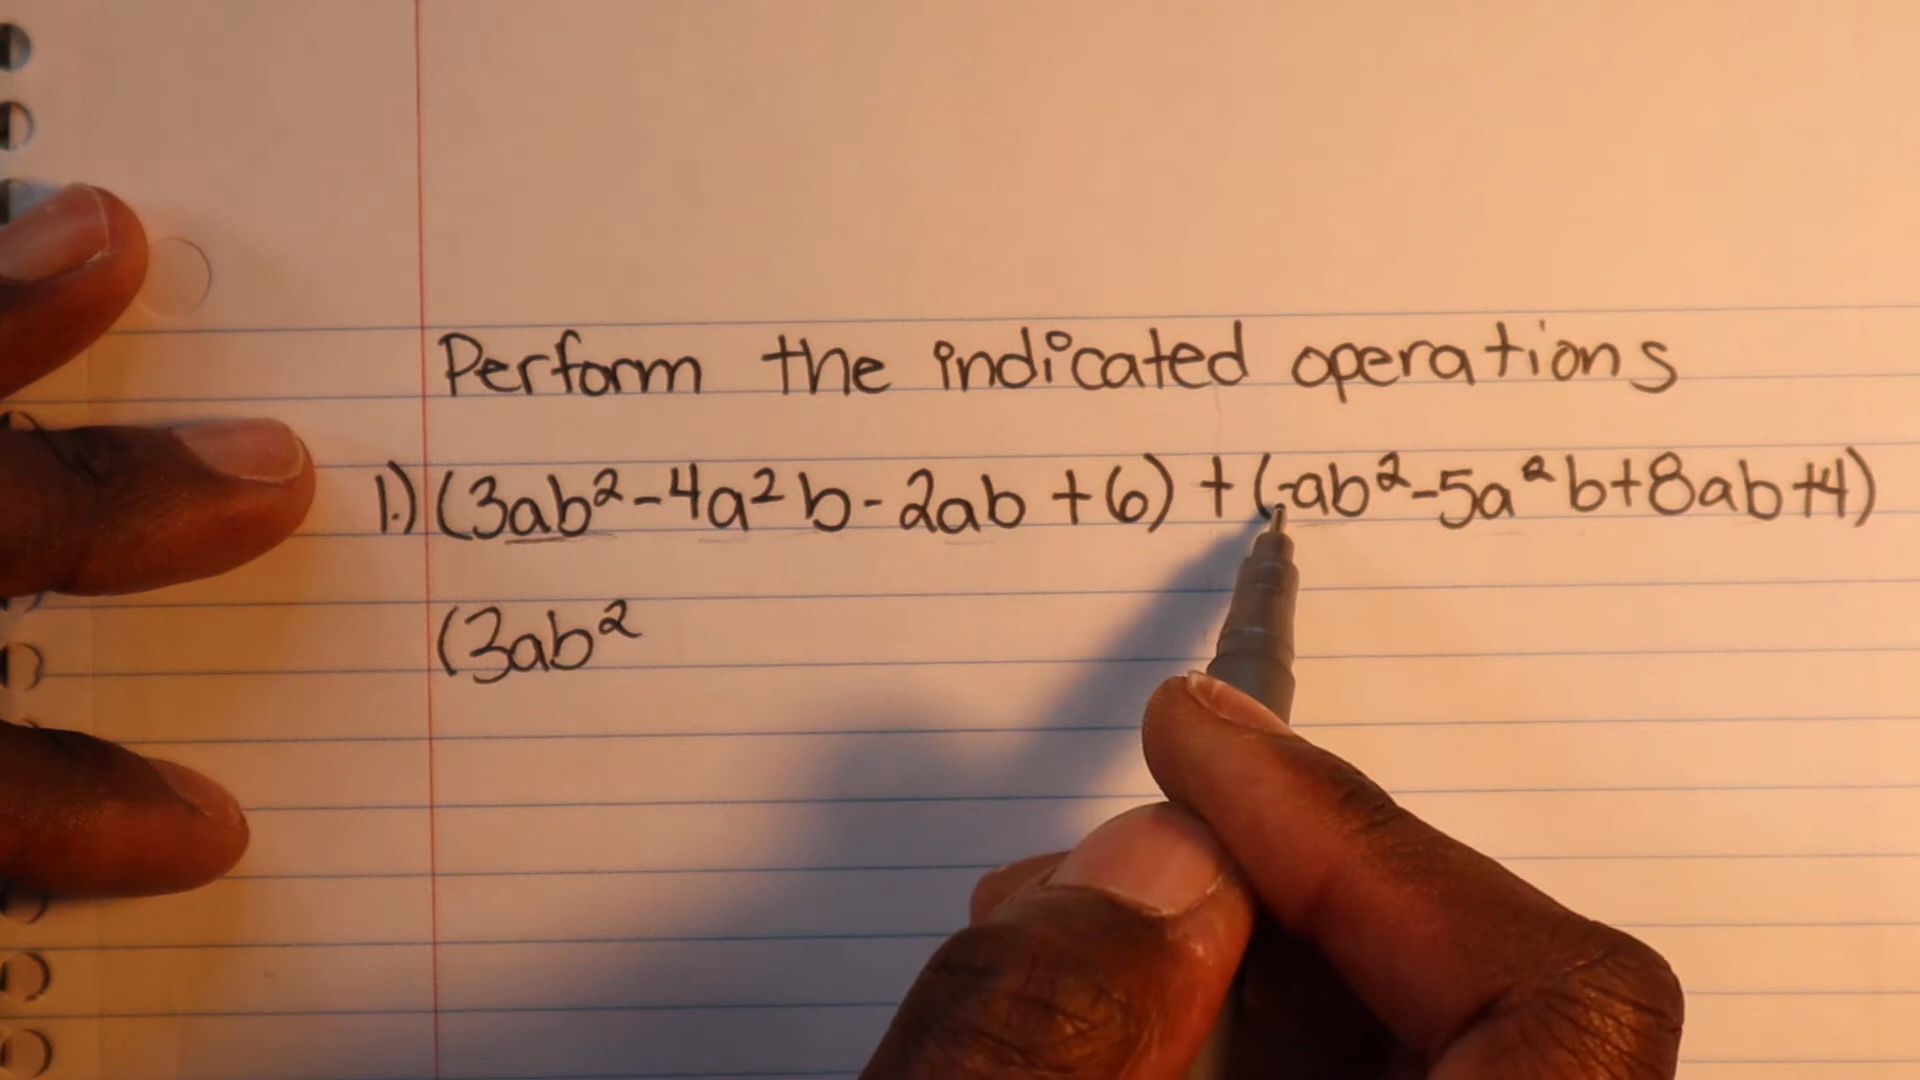 Perform the indicated operations
1.) (3ab²-4a²b-2ab+6)+(-ab²-5a²b+8ab+4)
(3ab²